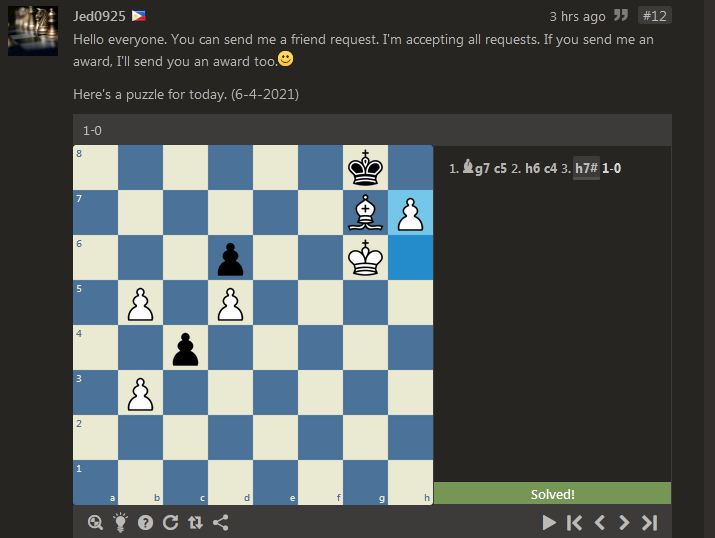 Jed0925
3 hrs ago
#12
Hello everyone. You can send me a friend request. I'm accepting all requests. If you send me an
award, I'll send you an award too.
Here's a puzzle for today. (6-4-2021)
1-0
8
7
6
5
4
3
2
1
a b c d e f g h
1. ♝g7 c5 2. h6 c4 3. h7# 1-0
Solved!